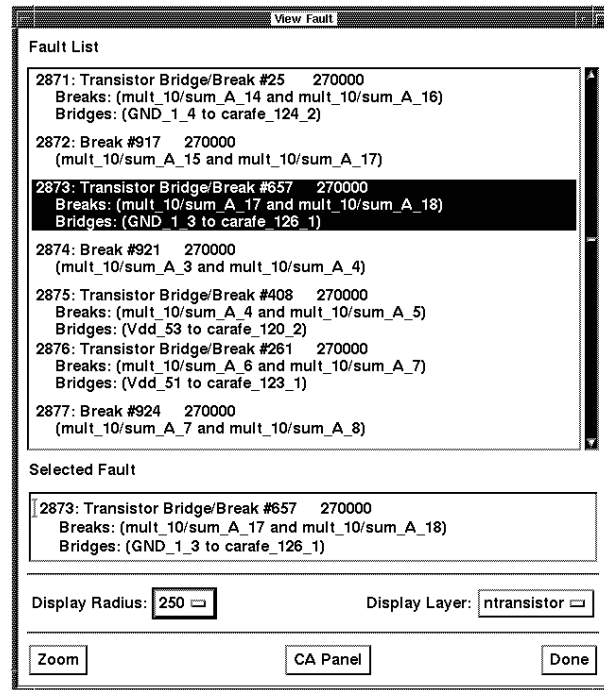 View Fault
Fault List
2871: Transistor Bridge/Break #25 270000
Breaks: (mult_10/sum_A_14 and mult_10/sum_A_16)
Bridges: (GND_1_4 to carafe_124_2)
2872: Break #917 270000
(mult_10/sum_A_15 and mult_10/sum_A_17)
2873: Transistor Bridge/Break #657 270000
Breaks: (mult_10/sum_A_17 and mult_10/sum_A_18)
Bridges: (GND_1_3 to carafe_126_1)
2874: Break #921 270000
(mult_10/sum_A_3 and mult_10/sum_A_4)
2875: Transistor Bridge/Break #408 270000
Breaks: (mult_10/sum_A_4 and mult_10/sum_A_5)
Bridges: (Vdd_53 to carafe_120_2)
2876: Transistor Bridge/Break #261 270000
Breaks: (mult_10/sum_A_6 and mult_10/sum_A_7)
Bridges: (Vdd_51 to carafe_123_1)
2877: Break #924 270000
(mult_10/sum_A_7 and mult_10/sum_A_8)
Selected Fault
2873: Transistor Bridge/Break #657 270000
Breaks: (mult_10/sum_A_17 and mult_10/sum_A_18)
Bridges: (GND_1_3 to carafe_126_1)
Display Radius: 250 Display Layer: ntransistor
Zoom CA Panel Done